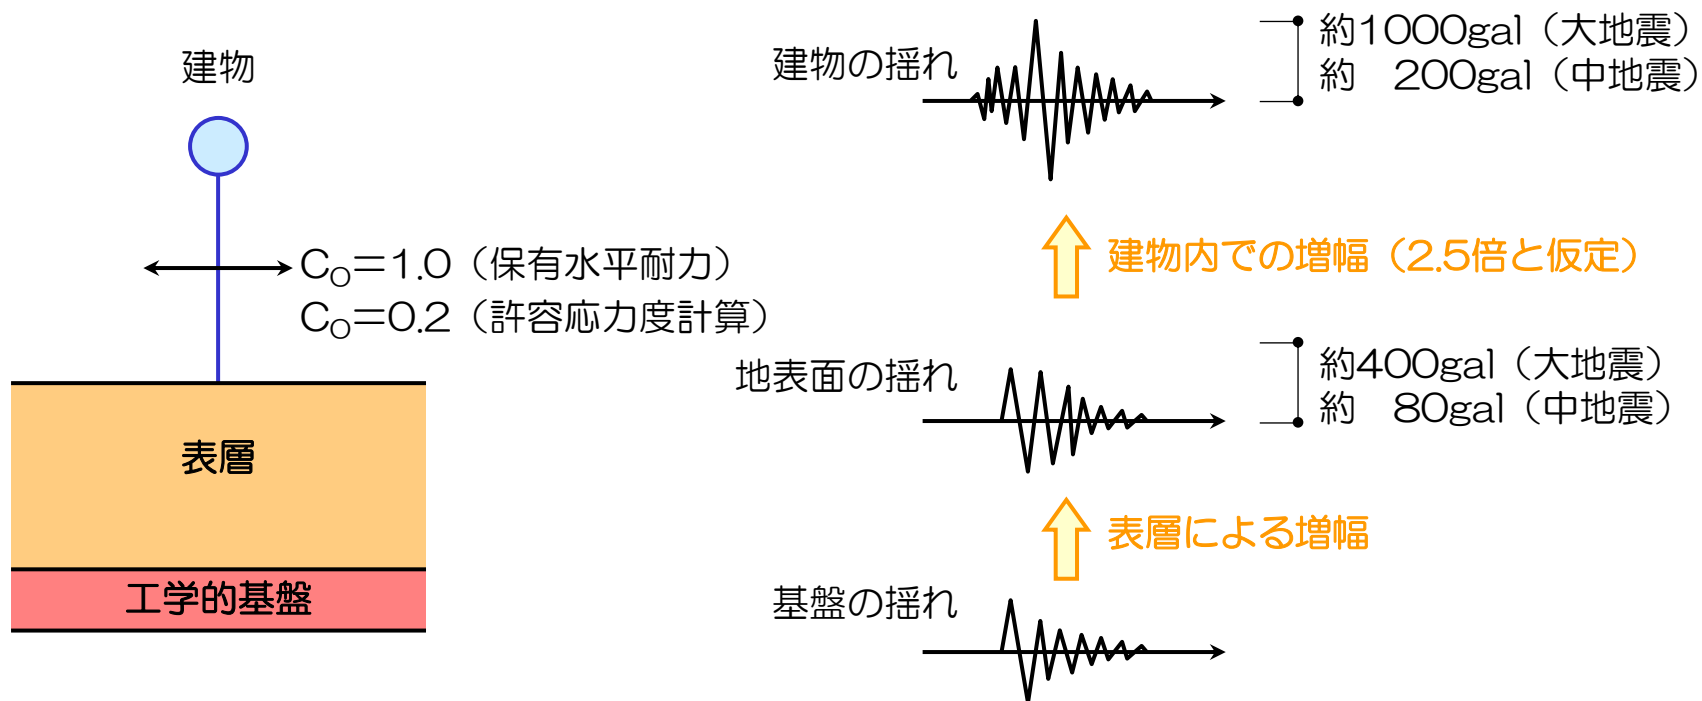 建物
C_O=1.0（保有水平耐力）
C_O=0.2（許容応力度計算）
表層
工学的基盤
建物の揺れ
約1000gal（大地震）
約　200gal（中地震）
建物内での増幅（2.5倍と仮定）
地表面の揺れ
約400gal（大地震）
約　80gal（中地震）
表層による増幅
基盤の揺れ